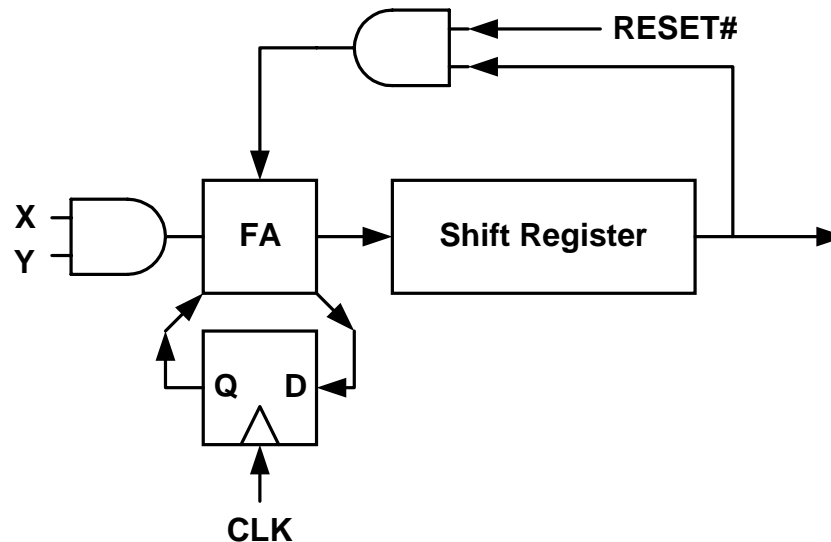 RESET#
X
Y
FA
Shift Register
Q D
CLK